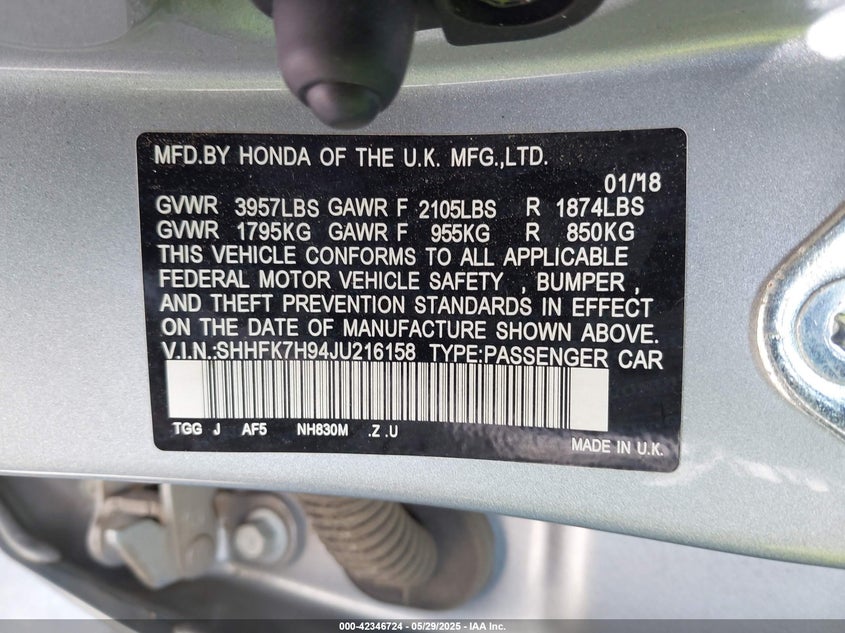 MFD.BY HONDA OF THE U.K. MFG.,LTD.
01/18
GVWR 3957LBS GAWR F 2105LBS R 1874LBS
GVWR 1795KG GAWR F 955KG R 850KG
THIS VEHICLE CONFORMS TO ALL APPLICABLE
FEDERAL MOTOR VEHICLE SAFETY , BUMPER ,
AND THEFT PREVENTION STANDARDS IN EFFECT
ON THE DATE OF MANUFACTURE SHOWN ABOVE.
V.I.N.:SHHFK7H94JU216158 TYPE:PASSENGER CAR
TGG J AF5 NH830M .Z .U
MADE IN U.K.
000-42346724 - 05/29/2025 - IAA Inc.